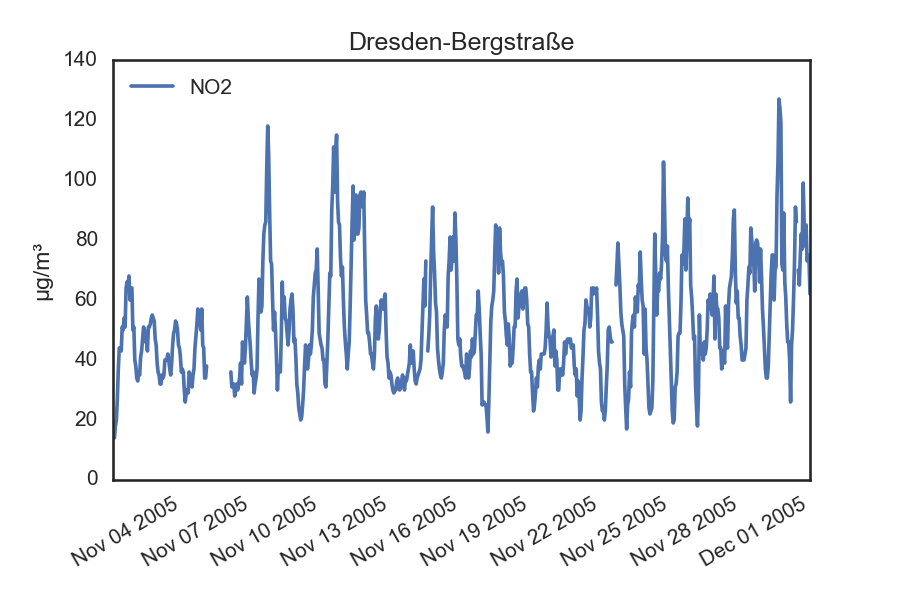 Dresden-Bergstraße
NO2
µg/m³
140
120
100
80
60
40
20
0
Nov 04 2005
Nov 07 2005
Nov 10 2005
Nov 13 2005
Nov 16 2005
Nov 19 2005
Nov 22 2005
Nov 25 2005
Nov 28 2005
Dec 01 2005